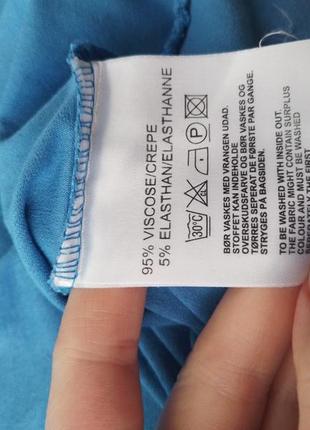 95% VISCOSE/CREPE
5% ELASTHAN/ELASTHANNE
30°C P
BØR VASKES MED VRANGEN UDAD.
STOFFET KAN INDEHOLDE
OVERSKUDSFARVE OG BØR VASKES OG
TØRRES SEPERAT DE FØRSTE PAR GANGE.
STRYGES PÅ BAGSIDEN.
TO BE WASHED WITH INSIDE OUT.
THE FABRIC MIGHT CONTAIN SURPLUS
COLOUR AND MUST BE WASHED
THE FIRST